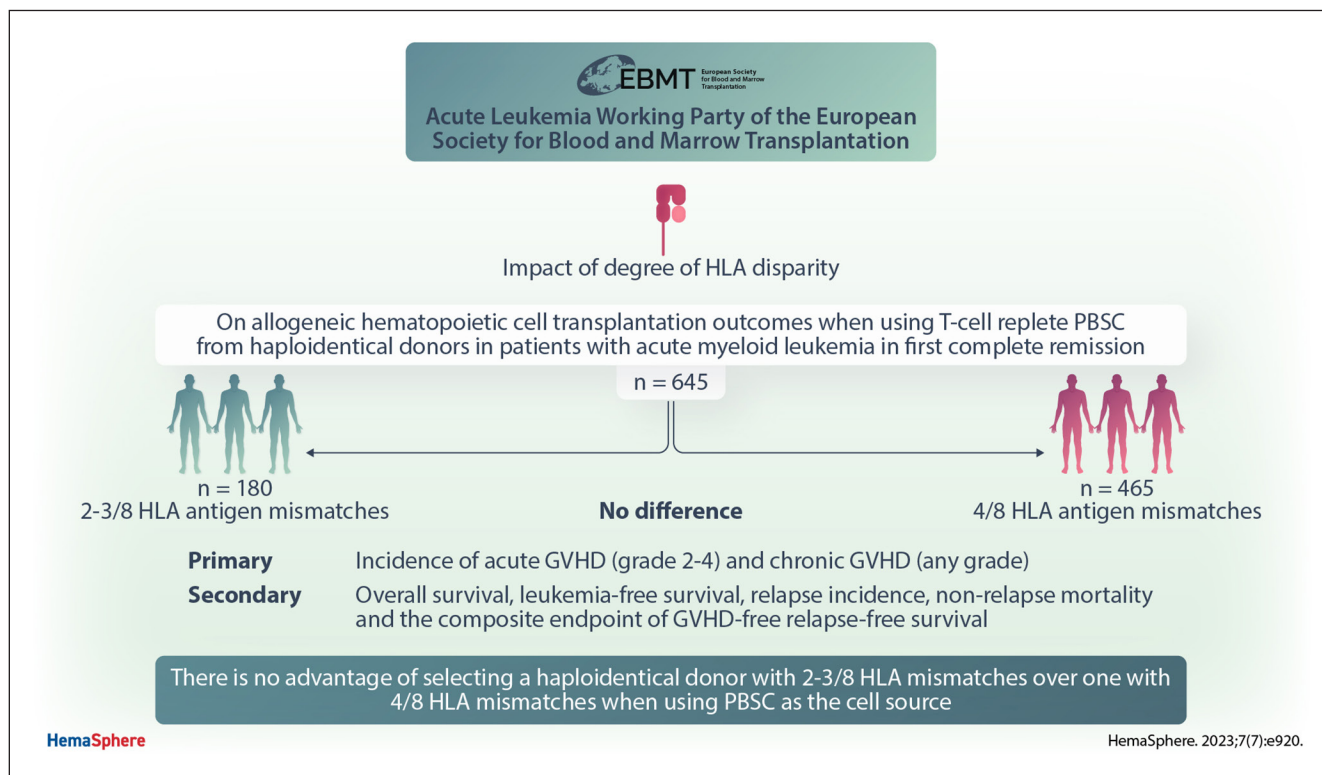 EBMT
European Society
for Blood and Marrow
Transplantation
Acute Leukemia Working Party of the European
Society for Blood and Marrow Transplantation
Impact of degree of HLA disparity
On allogeneic hematopoietic cell transplantation outcomes when using T-cell replete PBSC
from haploidentical donors in patients with acute myeloid leukemia in first complete remission
n = 645
n = 180
2-3/8 HLA antigen mismatches
No difference
n = 465
4/8 HLA antigen mismatches
Primary Incidence of acute GVHD (grade 2-4) and chronic GVHD (any grade)
Secondary Overall survival, leukemia-free survival, relapse incidence, non-relapse mortality
and the composite endpoint of GVHD-free relapse-free survival
There is no advantage of selecting a haploidentical donor with 2-3/8 HLA mismatches over one with
4/8 HLA mismatches when using PBSC as the cell source
HemaSphere
HemaSphere. 2023;7(7):e920.